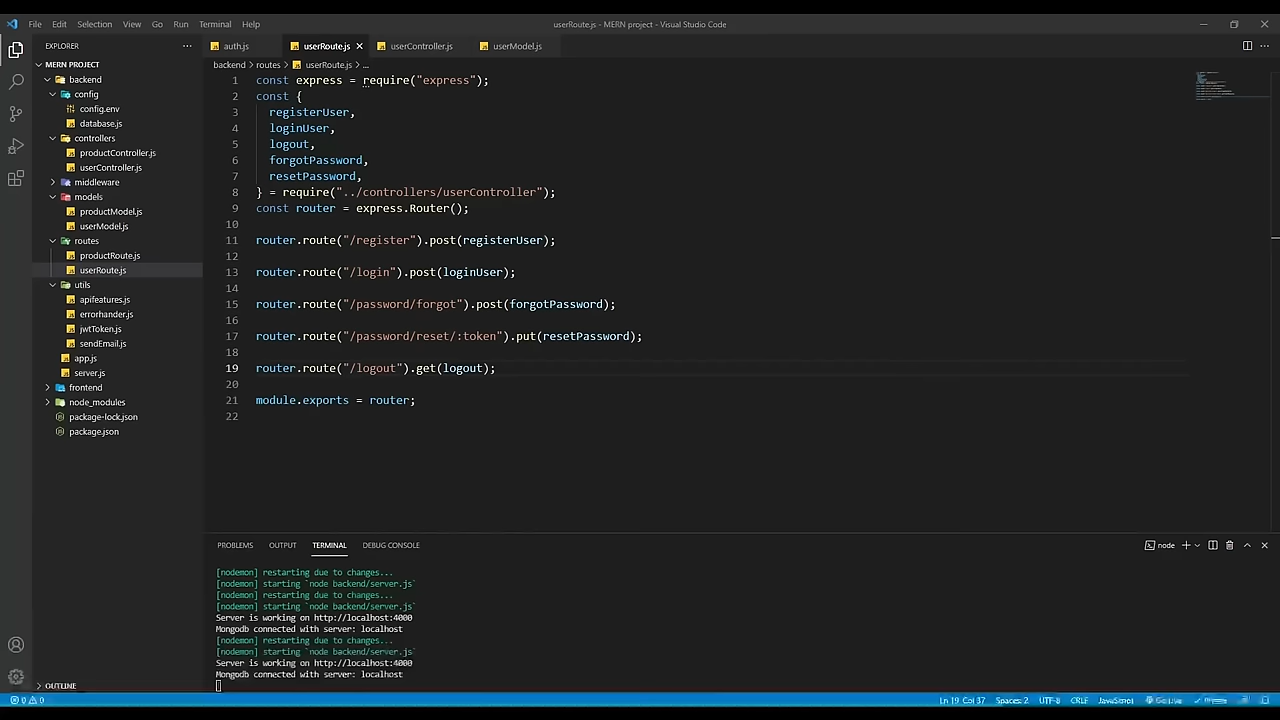 File Edit Selection View Go Run Terminal Help
userRoute.js - MERN project - Visual Studio Code
EXPLORER
auth.js
userRoute.js
userController.js
userModel.js
MERN PROJECT
backend
config
config.env
database.js
controllers
productController.js
userController.js
middleware
models
productModel.js
userModel.js
routes
productRoute.js
userRoute.js
utils
apifeatures.js
errorhander.js
jwtToken.js
sendEmail.js
app.js
server.js
frontend
node_modules
package-lock.json
package.json
OUTLINE
backend > routes > userRoute.js > ...
1 const express = require("express");
2 const {
3 registerUser,
4 loginUser,
5 logout,
6 forgotPassword,
7 resetPassword,
8 } = require("../controllers/userController");
9 const router = express.Router();
10
11 router.route("/register").post(registerUser);
12
13 router.route("/login").post(loginUser);
14
15 router.route("/password/forgot").post(forgotPassword);
16
17 router.route("/password/reset/:token").put(resetPassword);
18
19 router.route("/logout").get(logout);
20
21 module.exports = router;
22
PROBLEMS OUTPUT TERMINAL DEBUG CONSOLE
node
[nodemon] restarting due to changes...
[nodemon] starting `node backend/server.js`
[nodemon] restarting due to changes...
[nodemon] starting `node backend/server.js`
Server is working on http://localhost:4000
Mongodb connected with server: localhost
[nodemon] restarting due to changes...
[nodemon] starting `node backend/server.js`
Server is working on http://localhost:4000
Mongodb connected with server: localhost
0 0
Ln 19 Col 37 Spaces: 2 UTF-8 CRLF JavaScript Go Live